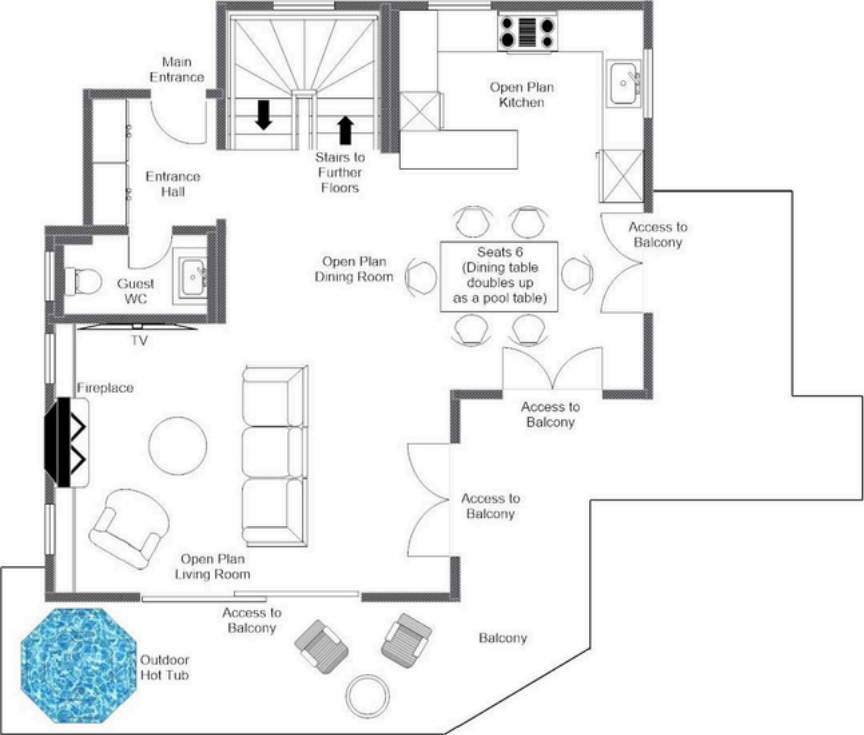 Main
Entrance
Open Plan
Kitchen
Stairs to
Further
Floors
Entrance
Hall
Access to
Balcony
Open Plan
Dining Room
Seats 6
(Dining table
doubles up
as a pool table)
Guest
WC
TV
Fireplace
Access to
Balcony
Access to
Balcony
Open Plan
Living Room
Access to
Balcony
Balcony
Outdoor
Hot Tub